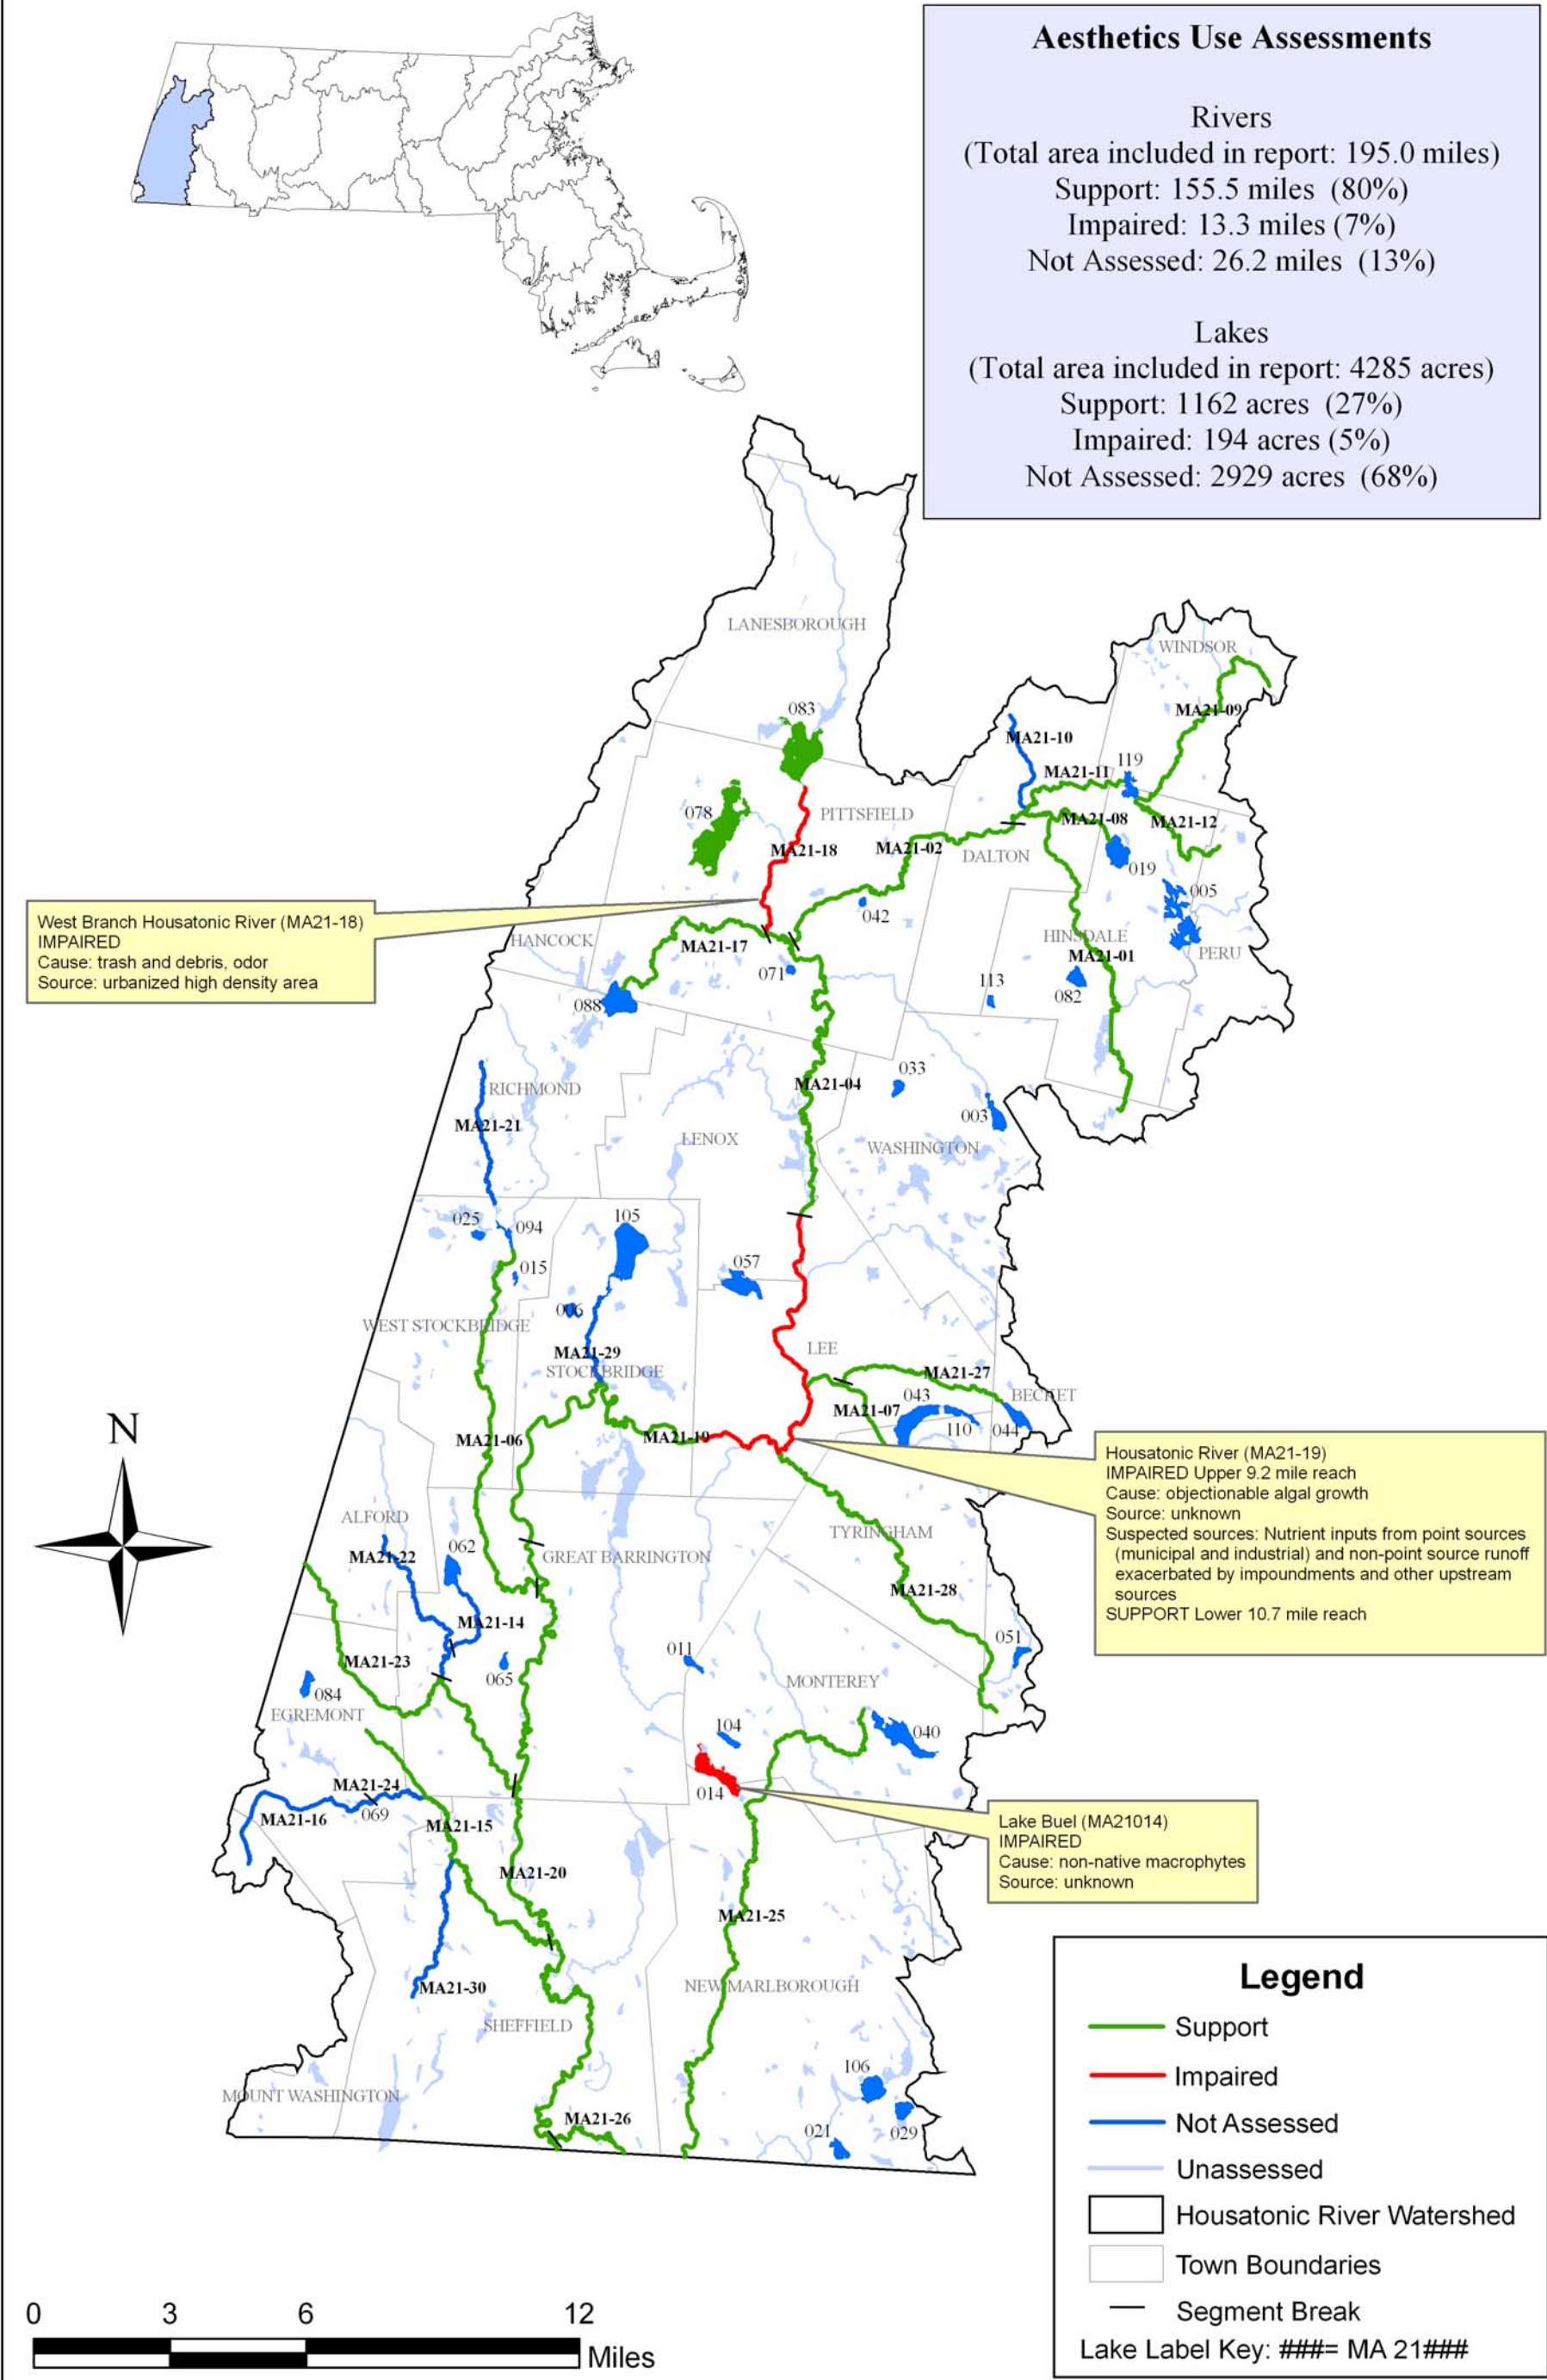 Aesthetics Use Assessments
Rivers
(Total area included in report: 195.0 miles)
Support: 155.5 miles (80%)
Impaired: 13.3 miles (7%)
Not Assessed: 26.2 miles (13%)
Lakes
(Total area included in report: 4285 acres)
Support: 1162 acres (27%)
Impaired: 194 acres (5%)
Not Assessed: 2929 acres (68%)
LANESBOROUGH
WINDSOR
083
MA21-09
MA21-10
119
MA21-11
078
PITTSFIELD
MA21-08
MA21-12
MA21-18
MA21-02
DALTON
019
005
042
West Branch Housatonic River (MA21-18)
IMPAIRED
Cause: trash and debris, odor
Source: urbanized high density area
HANCOCK
MA21-17
HINSDALE
MA21-01
PERU
071
113
082
088
033
MA21-04
RICHMOND
003
MA21-21
LENOX
WASHINGTON
025
094
105
015
057
006
WEST STOCKBRIDGE
LEE
MA21-29
STOCKBRIDGE
MA21-27
043
BECKET
MA21-07
110
044
MA21-06
MA21-19
Housatonic River (MA21-19)
IMPAIRED Upper 9.2 mile reach
Cause: objectionable algal growth
Source: unknown
Suspected sources: Nutrient inputs from point sources
(municipal and industrial) and non-point source runoff
exacerbated by impoundments and other upstream
sources
SUPPORT Lower 10.7 mile reach
N
ALFORD
TYRINGHAM
062
MA21-22
GREAT BARRINGTON
MA21-28
MA21-14
051
011
MA21-23
065
MONTEREY
084
EGREMONT
104
040
MA21-24
014
069
MA21-16
MA21-15
Lake Buel (MA21014)
IMPAIRED
Cause: non-native macrophytes
Source: unknown
MA21-20
MA21-25
MA21-30
NEW MARLBOROUGH
SHEFFIELD
106
MOUNT WASHINGTON
MA21-26
021
029
Legend
Support
Impaired
Not Assessed
Unassessed
Housatonic River Watershed
Town Boundaries
Segment Break
Lake Label Key: ###= MA 21###
0 3 6 12
Miles